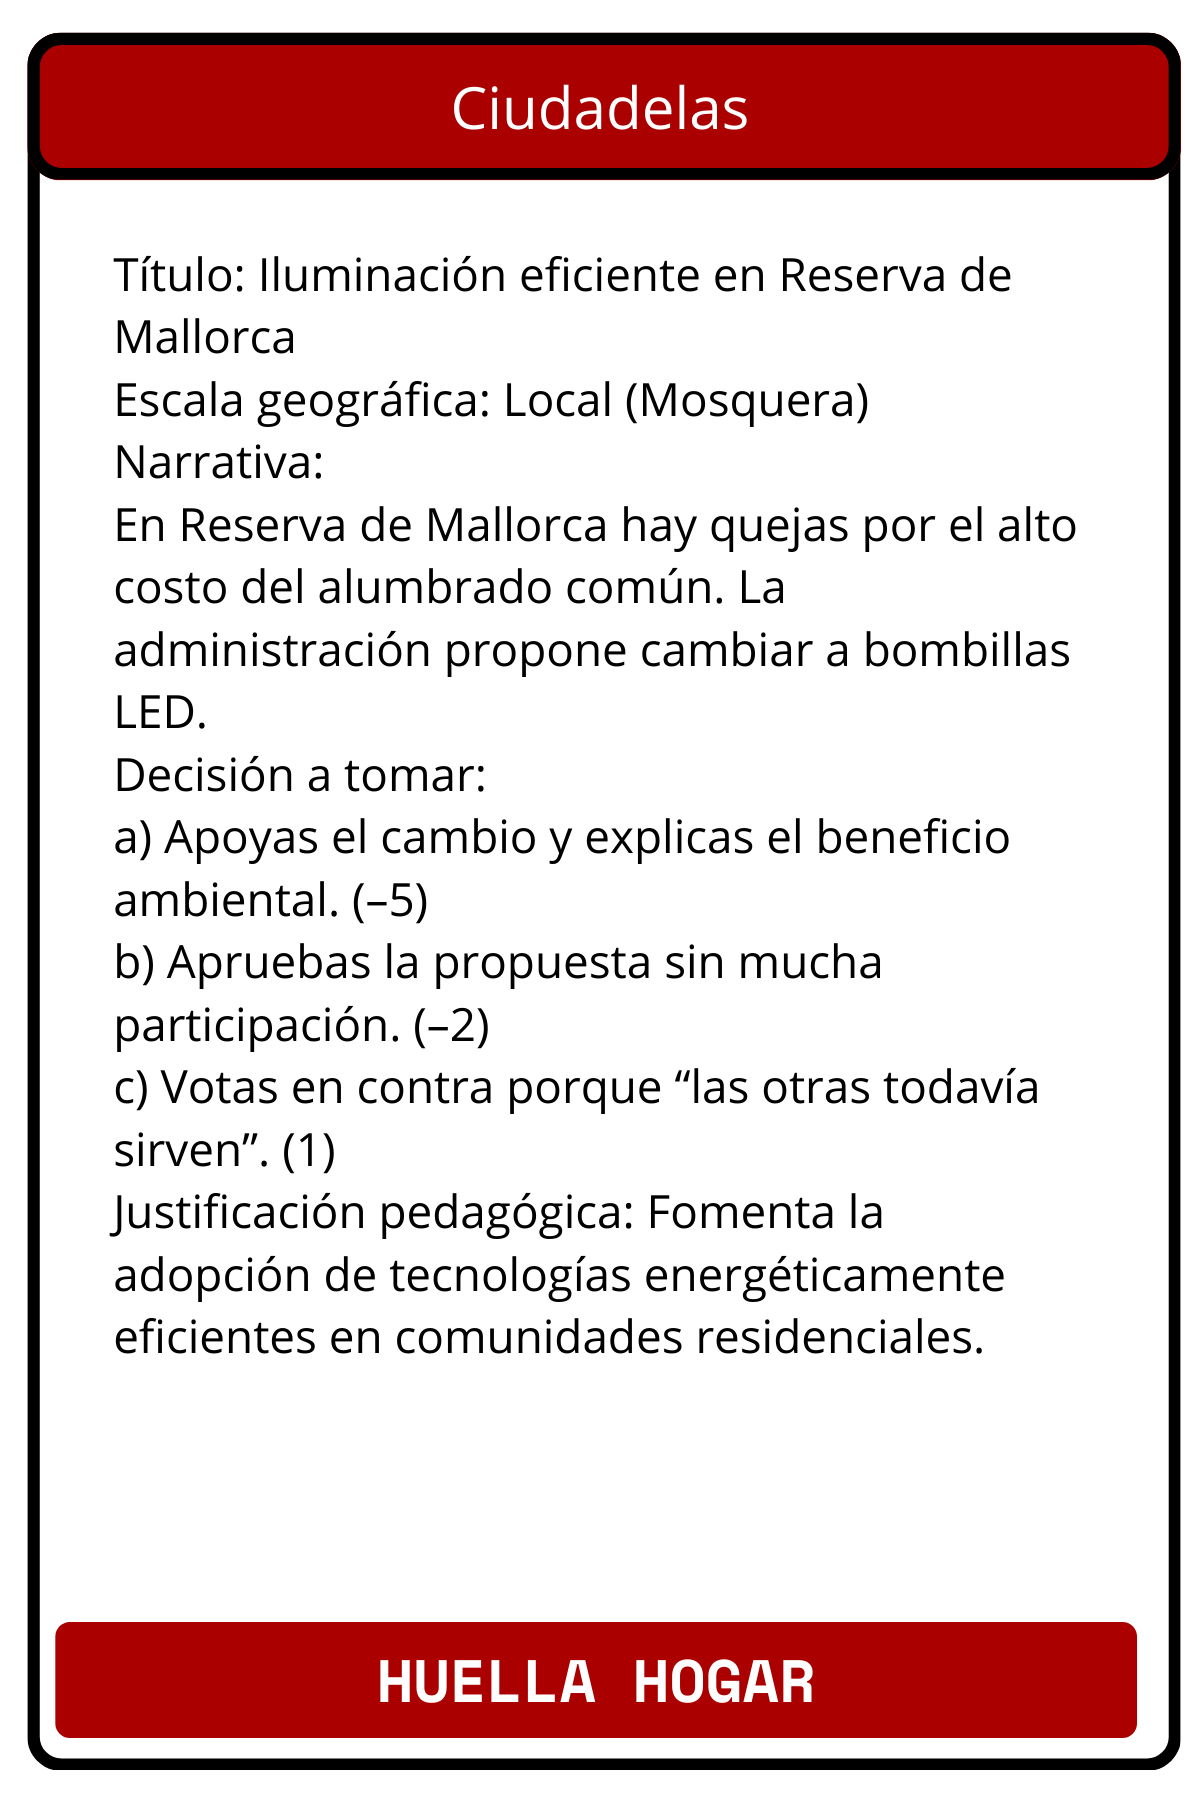 Ciudadelas
Título: Iluminación eficiente en Reserva de
Mallorca
Escala geográfica: Local (Mosquera)
Narrativa:
En Reserva de Mallorca hay quejas por el alto
costo del alumbrado común. La
administración propone cambiar a bombillas
LED.
Decisión a tomar:
a) Apoyas el cambio y explicas el beneficio
ambiental. (–5)
b) Apruebas la propuesta sin mucha
participación. (–2)
c) Votas en contra porque “las otras todavía
sirven”. (1)
Justificación pedagógica: Fomenta la
adopción de tecnologías energéticamente
eficientes en comunidades residenciales.
HUELLA HOGAR